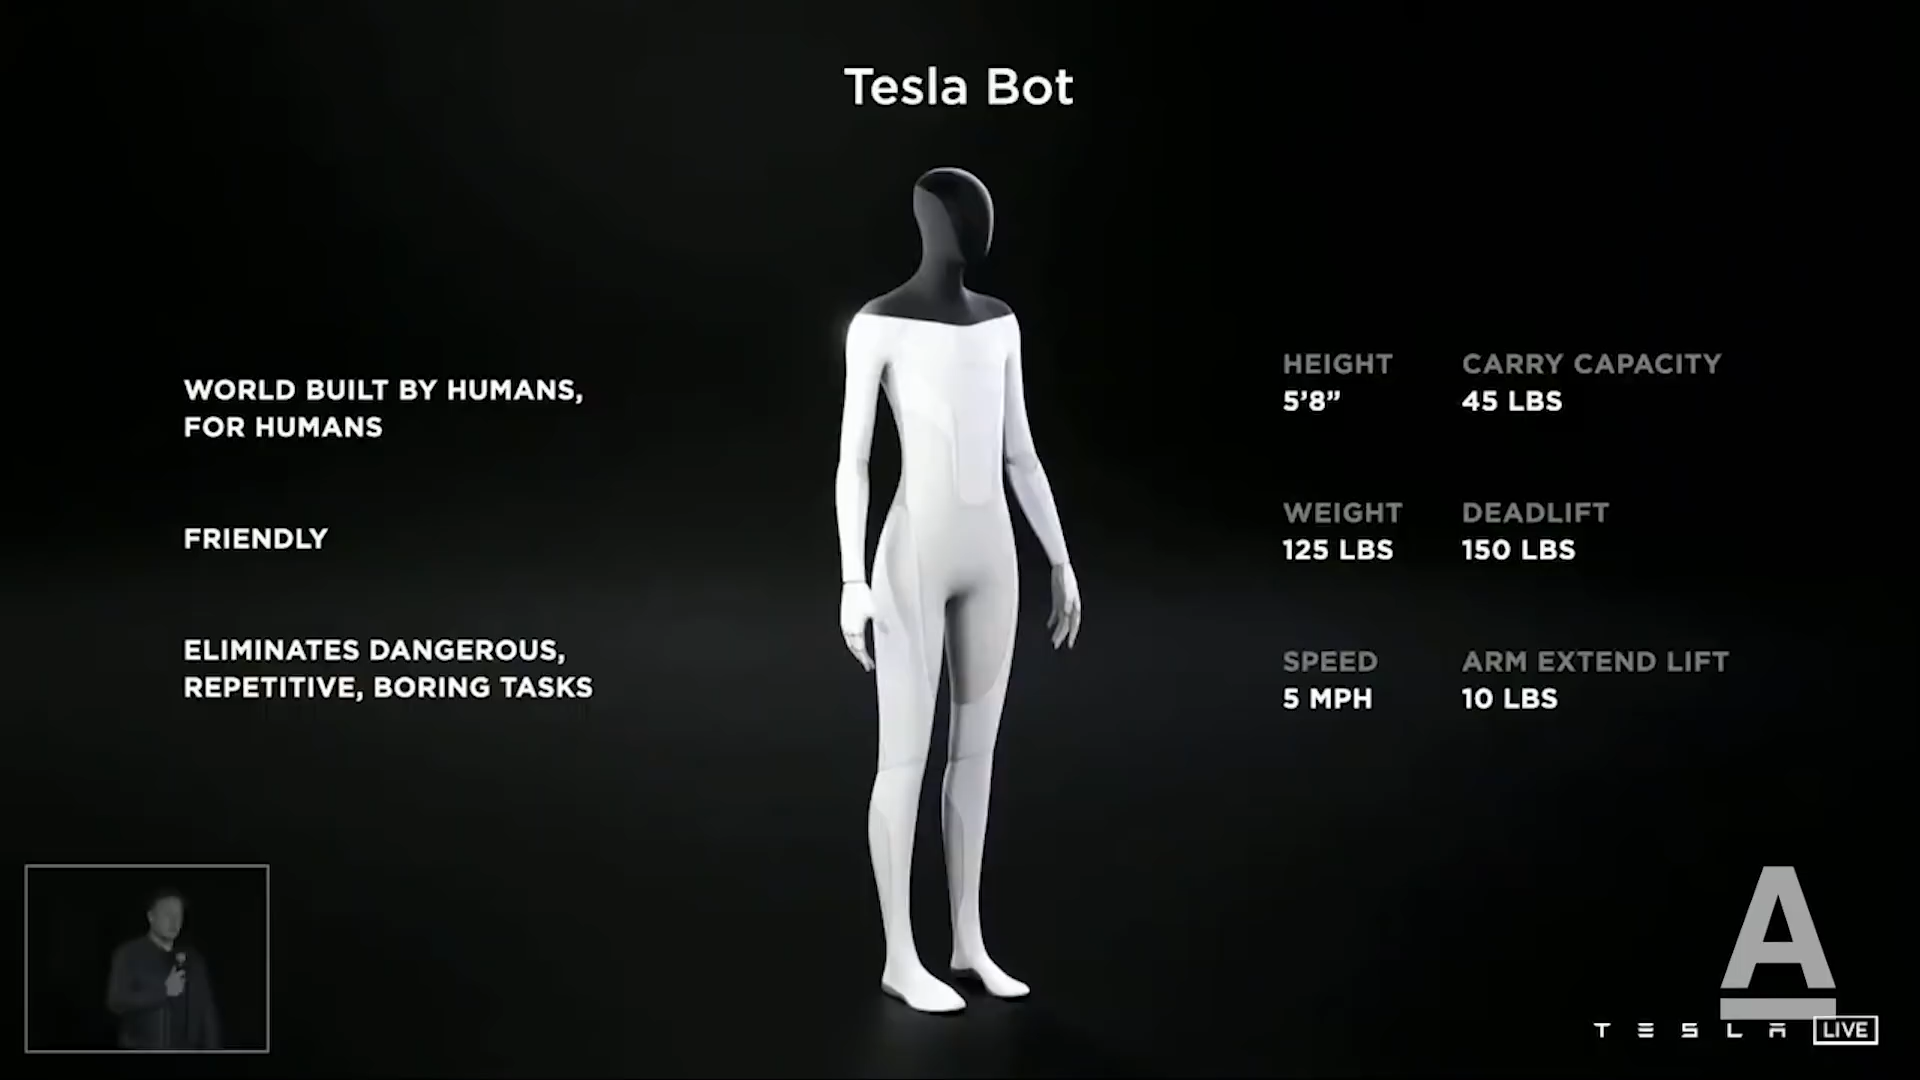 Tesla Bot
WORLD BUILT BY HUMANS,
FOR HUMANS
FRIENDLY
ELIMINATES DANGEROUS,
REPETITIVE, BORING TASKS
HEIGHT
5’8”
CARRY CAPACITY
45 LBS
WEIGHT
125 LBS
DEADLIFT
150 LBS
SPEED
5 MPH
ARM EXTEND LIFT
10 LBS
A
TESLA LIVE